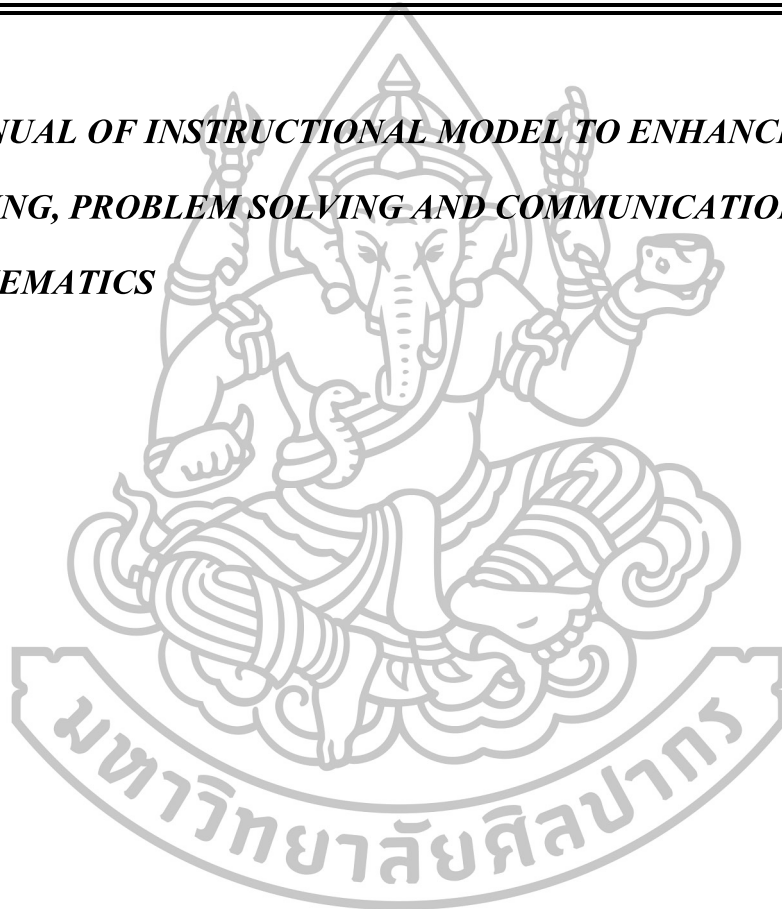 NUAL OF INSTRUCTIONAL MODEL TO ENHANC
ING, PROBLEM SOLVING AND COMMUNICATIO
EMATICS
มหาวิทยาลัยศิลปากร